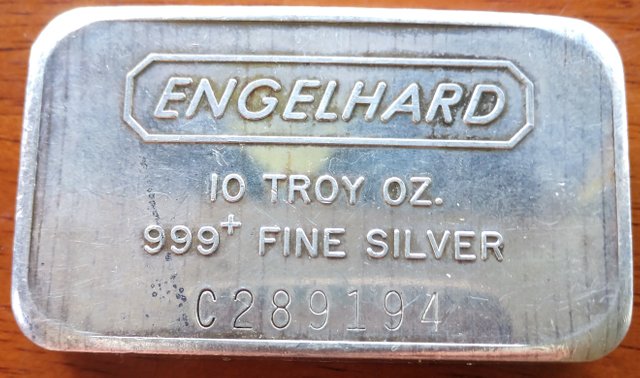 ENGELHARD
10 TROY OZ.
999+ FINE SILVER
C289194